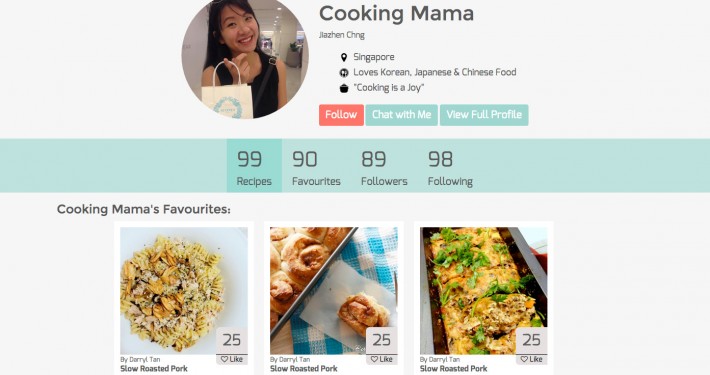 Cooking Mama
Jiazhen Chng
Singapore
Loves Korean, Japanese & Chinese Food
"Cooking is a Joy"
Follow
Chat with Me
View Full Profile
99
90
89
98
Recipes
Favourites
Followers
Following
Cooking Mama's Favourites:
25
25
25
Like
Like
Like
By Darryl Tan
By Darryl Tan
By Darryl Tan
Slow Roasted Pork
Slow Roasted Pork
Slow Roasted Pork